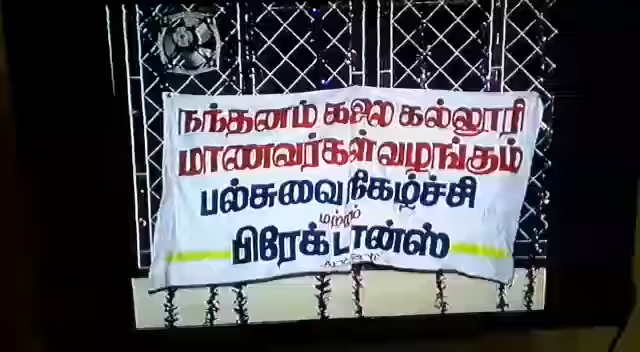 நந்தனம் கலை கல்லூரி
மாணவர்கள் வழங்கும்
பல்சுவை நிகழ்ச்சி
மற்றும்
பிரேக் டான்ஸ்